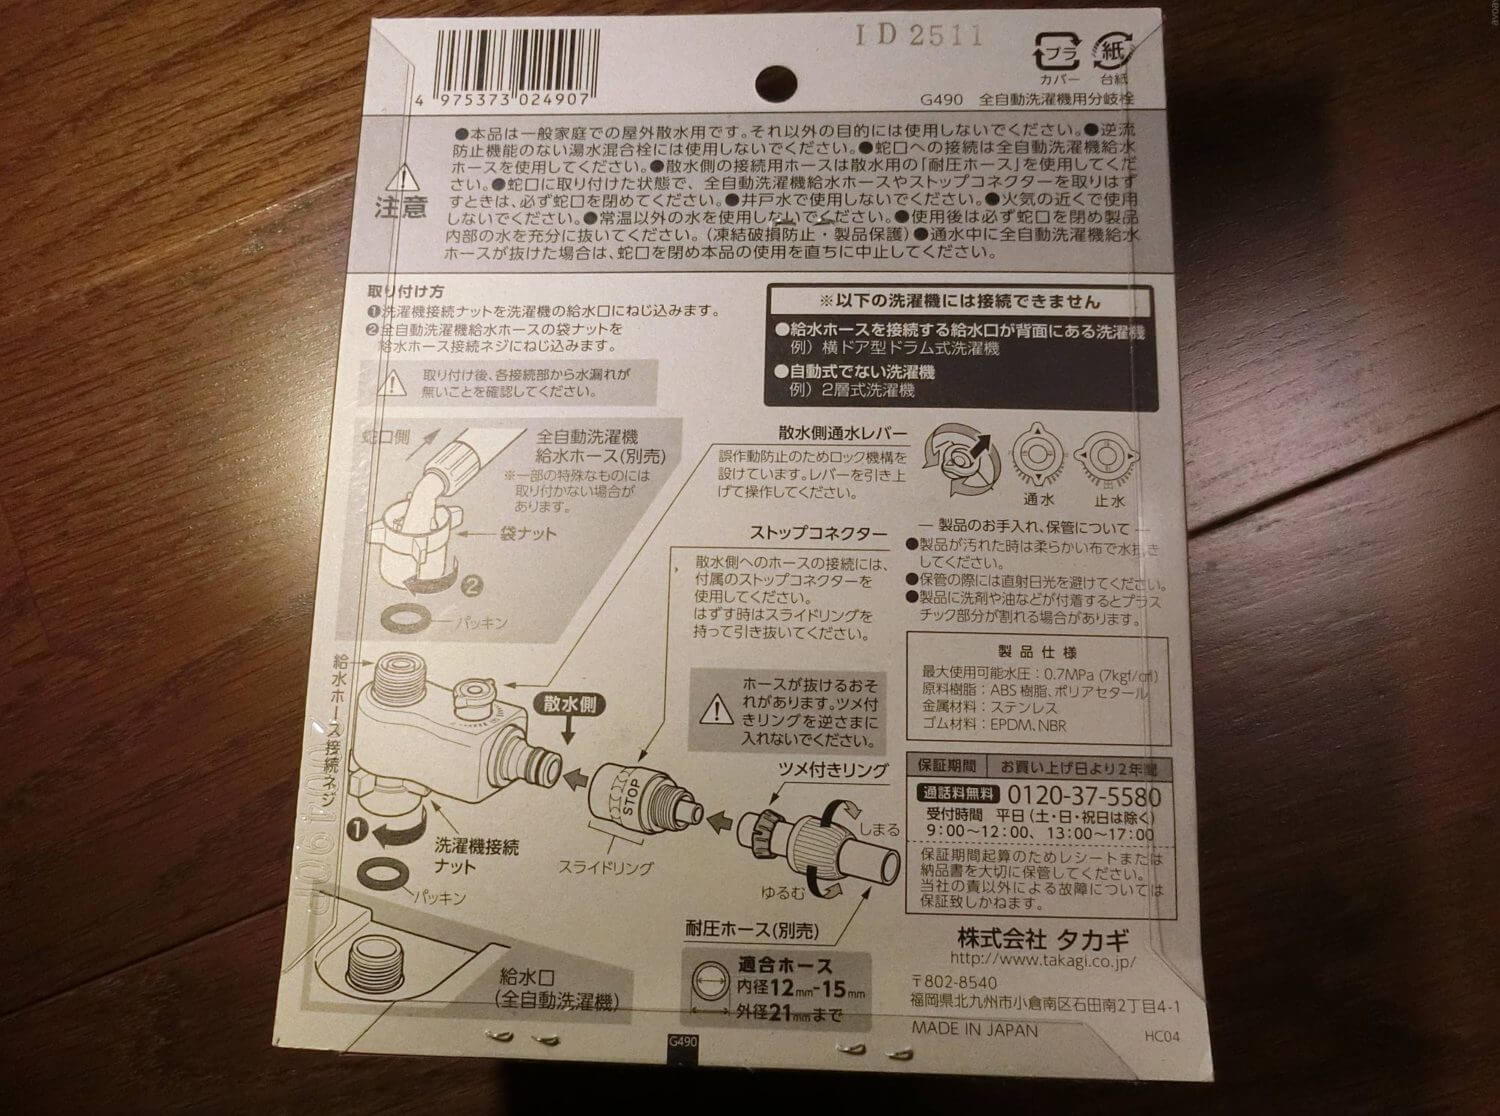 4 975373 024907
ID 2511
プラ
カバー
紙
台紙
G490 全自動洗濯機用分岐栓
注意
●本品は一般家庭での屋外散水用です。それ以外の目的には使用しないでください。●逆流
防止機能のない湯水混合栓には使用しないでください。●蛇口への接続は全自動洗濯機給水
ホースを使用してください。●散水側の接続用ホースは散水用の「耐圧ホース」を使用してくだ
さい。●蛇口に取り付けた状態で、全自動洗濯機給水ホースやストップコネクターを取りはず
すときは、必ず蛇口を閉めてください。●井戸水で使用しないでください。●火気の近くで使用
しないでください。●常温以外の水を使用しないでください。●使用後は必ず蛇口を閉め製品
内部の水を充分に抜いてください。(凍結破損防止・製品保護)●通水中に全自動洗濯機給水
ホースが抜けた場合は、蛇口を閉め本品の使用を直ちに中止してください。
取り付け方
❶洗濯機接続ナットを洗濯機の給水口にねじ込みます。
❷全自動洗濯機給水ホースの袋ナットを
給水ホース接続ネジにねじ込みます。
取り付け後、各接続部から水漏れが
無いことを確認してください。
※以下の洗濯機には接続できません
●給水ホースを接続する給水口が背面にある洗濯機
例）横ドア型ドラム式洗濯機
●自動式でない洗濯機
例）2層式洗濯機
蛇口側
全自動洗濯機
給水ホース(別売)
※一部の特殊なものには
取り付かない場合が
あります。
袋ナット
❷
パッキン
散水側通水レバー
誤作動防止のためロック機構を
設けています。レバーを引き上
げて操作してください。
通水
止水
ストップコネクター
散水側へのホースの接続には、
付属のストップコネクターを
使用してください。
はずす時はスライドリングを
持って引き抜いてください。
― 製品のお手入れ、保管について ―
●製品が汚れた時は柔らかい布で水拭き
してください。
●保管の際には直射日光を避けてください。
●製品に洗剤や油などが付着するとプラス
チック部分が割れる場合があります。
製品仕様
最大使用可能水圧：0.7MPa (7kgf/㎠)
原料樹脂：ABS樹脂、ポリアセタール
金属材料：ステンレス
ゴム材料：EPDM、NBR
給水ホース接続ネジ
散水側
ホースが抜けるおそ
れがあります。ツメ付
きリングを逆さまに
入れないでください。
ツメ付きリング
STOP
スライドリング
しまる
ゆるむ
❶
洗濯機接続
ナット
パッキン
給水口
(全自動洗濯機)
耐圧ホース(別売)
適合ホース
内径12mm-15mm
外径21mmまで
保証期間 お買い上げ日より2年間
通話料無料 0120-37-5580
受付時間 平日(土・日・祝日は除く)
9:00～12:00、13:00～17:00
保証期間起算のためレシートまたは
納品書を大切に保管してください。
当社の責以外による故障については
保証致しかねます。
株式会社 タカギ
http://www.takagi.co.jp/
〒802-8540
福岡県北九州市小倉南区石田南2丁目4-1
MADE IN JAPAN
HC04
G490